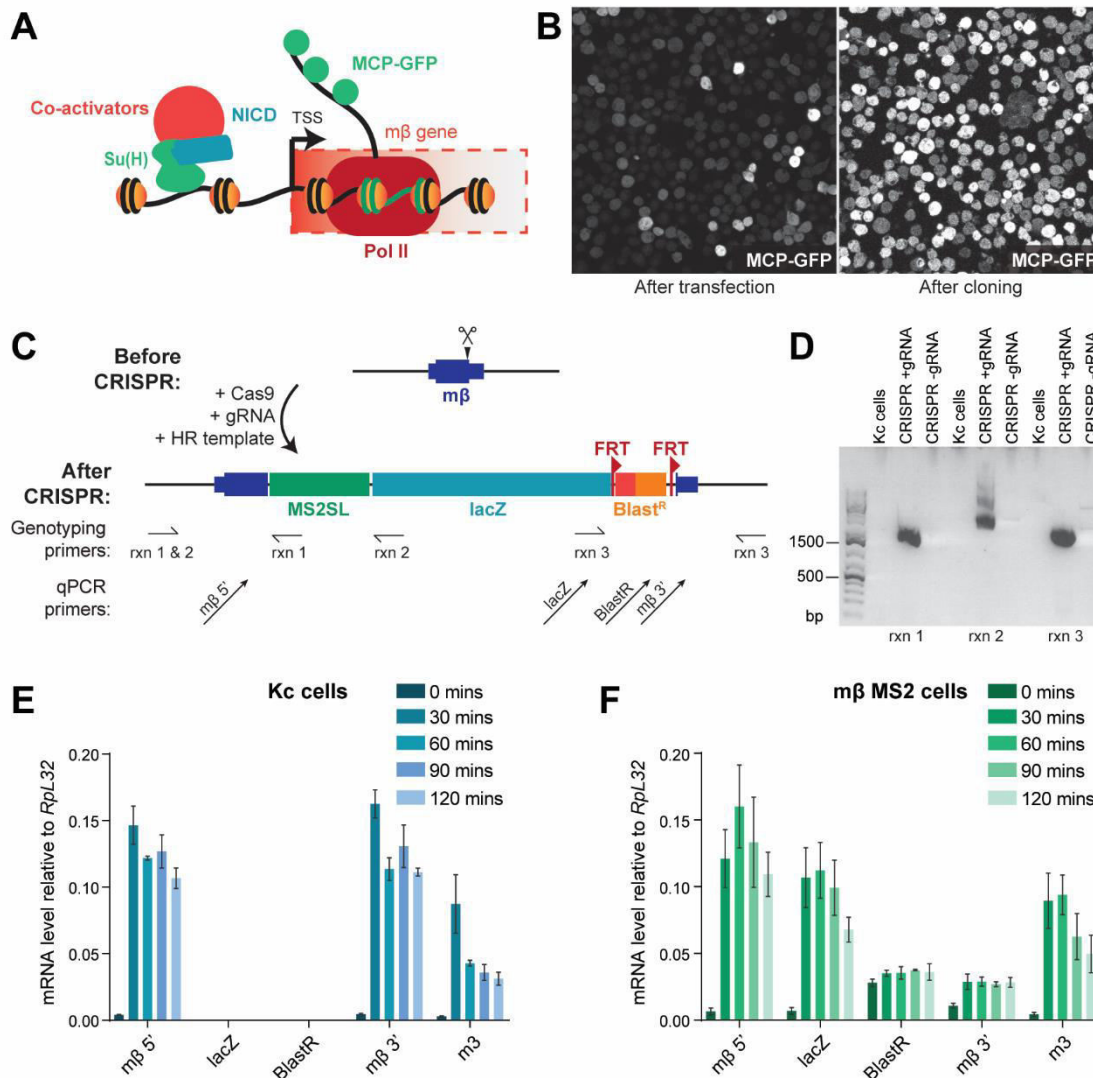 A
MCP-GFP
Co-activators
NICD
TSS
mβ gene
Su(H)
Pol II
B
MCP-GFP
MCP-GFP
After transfection
After cloning
C
Before
CRISPR:
mβ
+ Cas9
+ gRNA
+ HR template
FRT
FRT
After
CRISPR:
MS2SL
lacZ
Blastᴿ
Genotyping
primers:
rxn 1 & 2
rxn 1
rxn 2
rxn 3
rxn 3
qPCR
primers:
mβ 5'
lacZ
BlastR
mβ 3'
D
Kc cells
CRISPR +gRNA
CRISPR -gRNA
Kc cells
CRISPR +gRNA
CRISPR -gRNA
Kc cells
CRISPR +gRNA
1500
500
bp
rxn 1
rxn 2
rxn 3
E
Kc cells
0 mins
30 mins
60 mins
90 mins
120 mins
mRNA level relative to RpL32
0.20
0.15
0.10
0.05
0.00
mβ 5'
lacZ
BlastR
mβ 3'
m3
F
mβ MS2 cells
0 mins
30 mins
60 mins
90 mins
120 mins
mRNA level relative to RpL32
0.20
0.15
0.10
0.05
0.00
mβ 5'
lacZ
BlastR
mβ 3'
m3